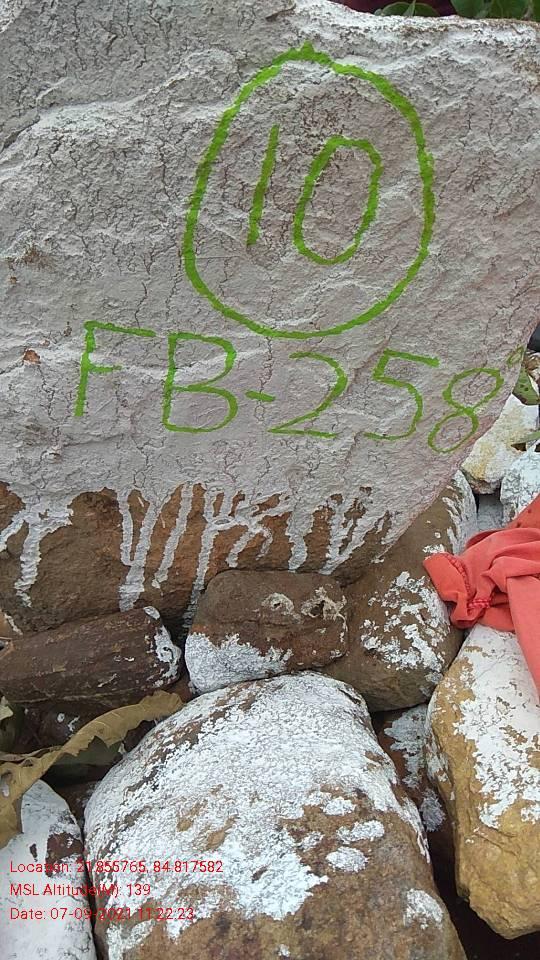 10
FB-258°
Location: 21.855765, 84.817582
MSL Altitude(M): 139
Date: 07-09-2021 11:22:23